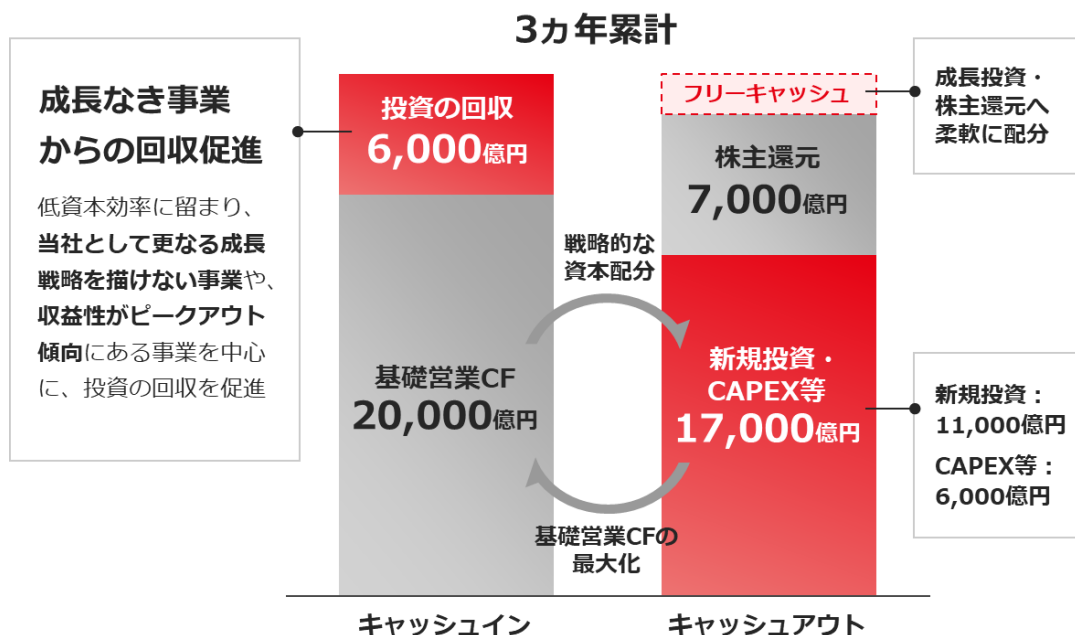 3ヵ年累計
成長なき事業
からの回収促進
低資本効率に留まり、
当社として更なる成長
戦略を描けない事業や、
収益性がピークアウト
傾向にある事業を中心
に、投資の回収を促進
投資の回収
6,000億円
基礎営業CF
20,000億円
キャッシュイン
戦略的な
資本配分
基礎営業CFの
最大化
フリーキャッシュ
株主還元
7,000億円
新規投資・
CAPEX等
17,000億円
キャッシュアウト
成長投資・
株主還元へ
柔軟に配分
新規投資：
11,000億円
CAPEX等：
6,000億円